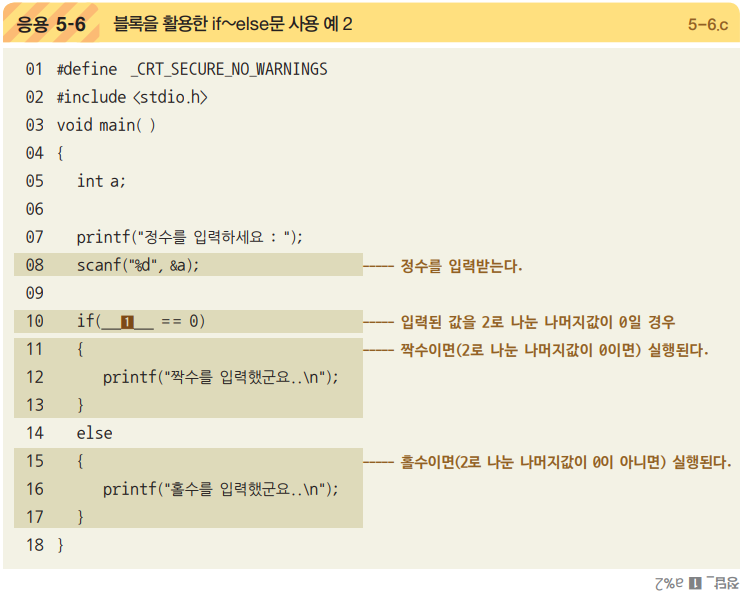 응용 5-6 블록을 활용한 if~else문 사용 예 2 5-6.c
01 #define _CRT_SECURE_NO_WARNINGS
02 #include <stdio.h>
03 void main( )
04 {
05 int a;
06
07 printf("정수를 입력하세요 : ");
08 scanf("%d", &a); ----- 정수를 입력받는다.
09
10 if(__1__ == 0) ----- 입력된 값을 2로 나눈 나머지값이 0일 경우
11 { ----- 짝수이면(2로 나눈 나머지값이 0이면) 실행된다.
12 printf("짝수를 입력했군요..\n");
13 }
14 else
15 { ----- 홀수이면(2로 나눈 나머지값이 0이 아니면) 실행된다.
16 printf("홀수를 입력했군요..\n");
17 }
18 }
정답_ 1 a%2